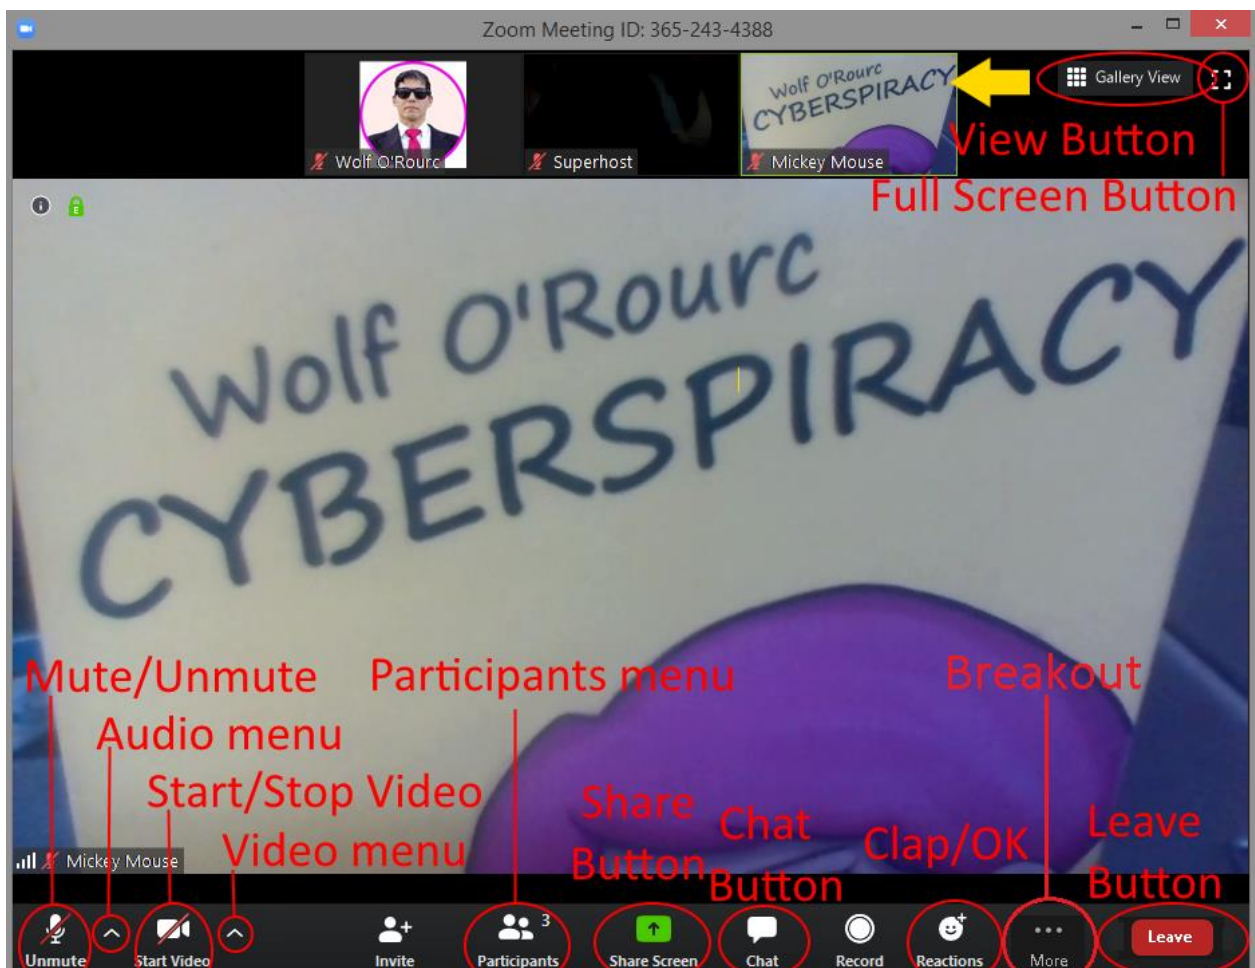 Zoom Meeting ID: 365-243-4388
Wolf O'Rourc
CYBERSPIRACY
Gallery View
Wolf O'Rourc
Superhost
Mickey Mouse
View Button
Full Screen Button
E
Wolf O'Rourc
CYBERSPIRACY
Mute/Unmute
Participants menu
Breakout
Audio menu
Start/Stop Video
Share
Button
Chat
Button
Clap/OK
Leave
Button
Video menu
Mickey Mouse
3
Unmute
Start Video
Invite
Participants
Share Screen
Chat
Record
Reactions
More
Leave